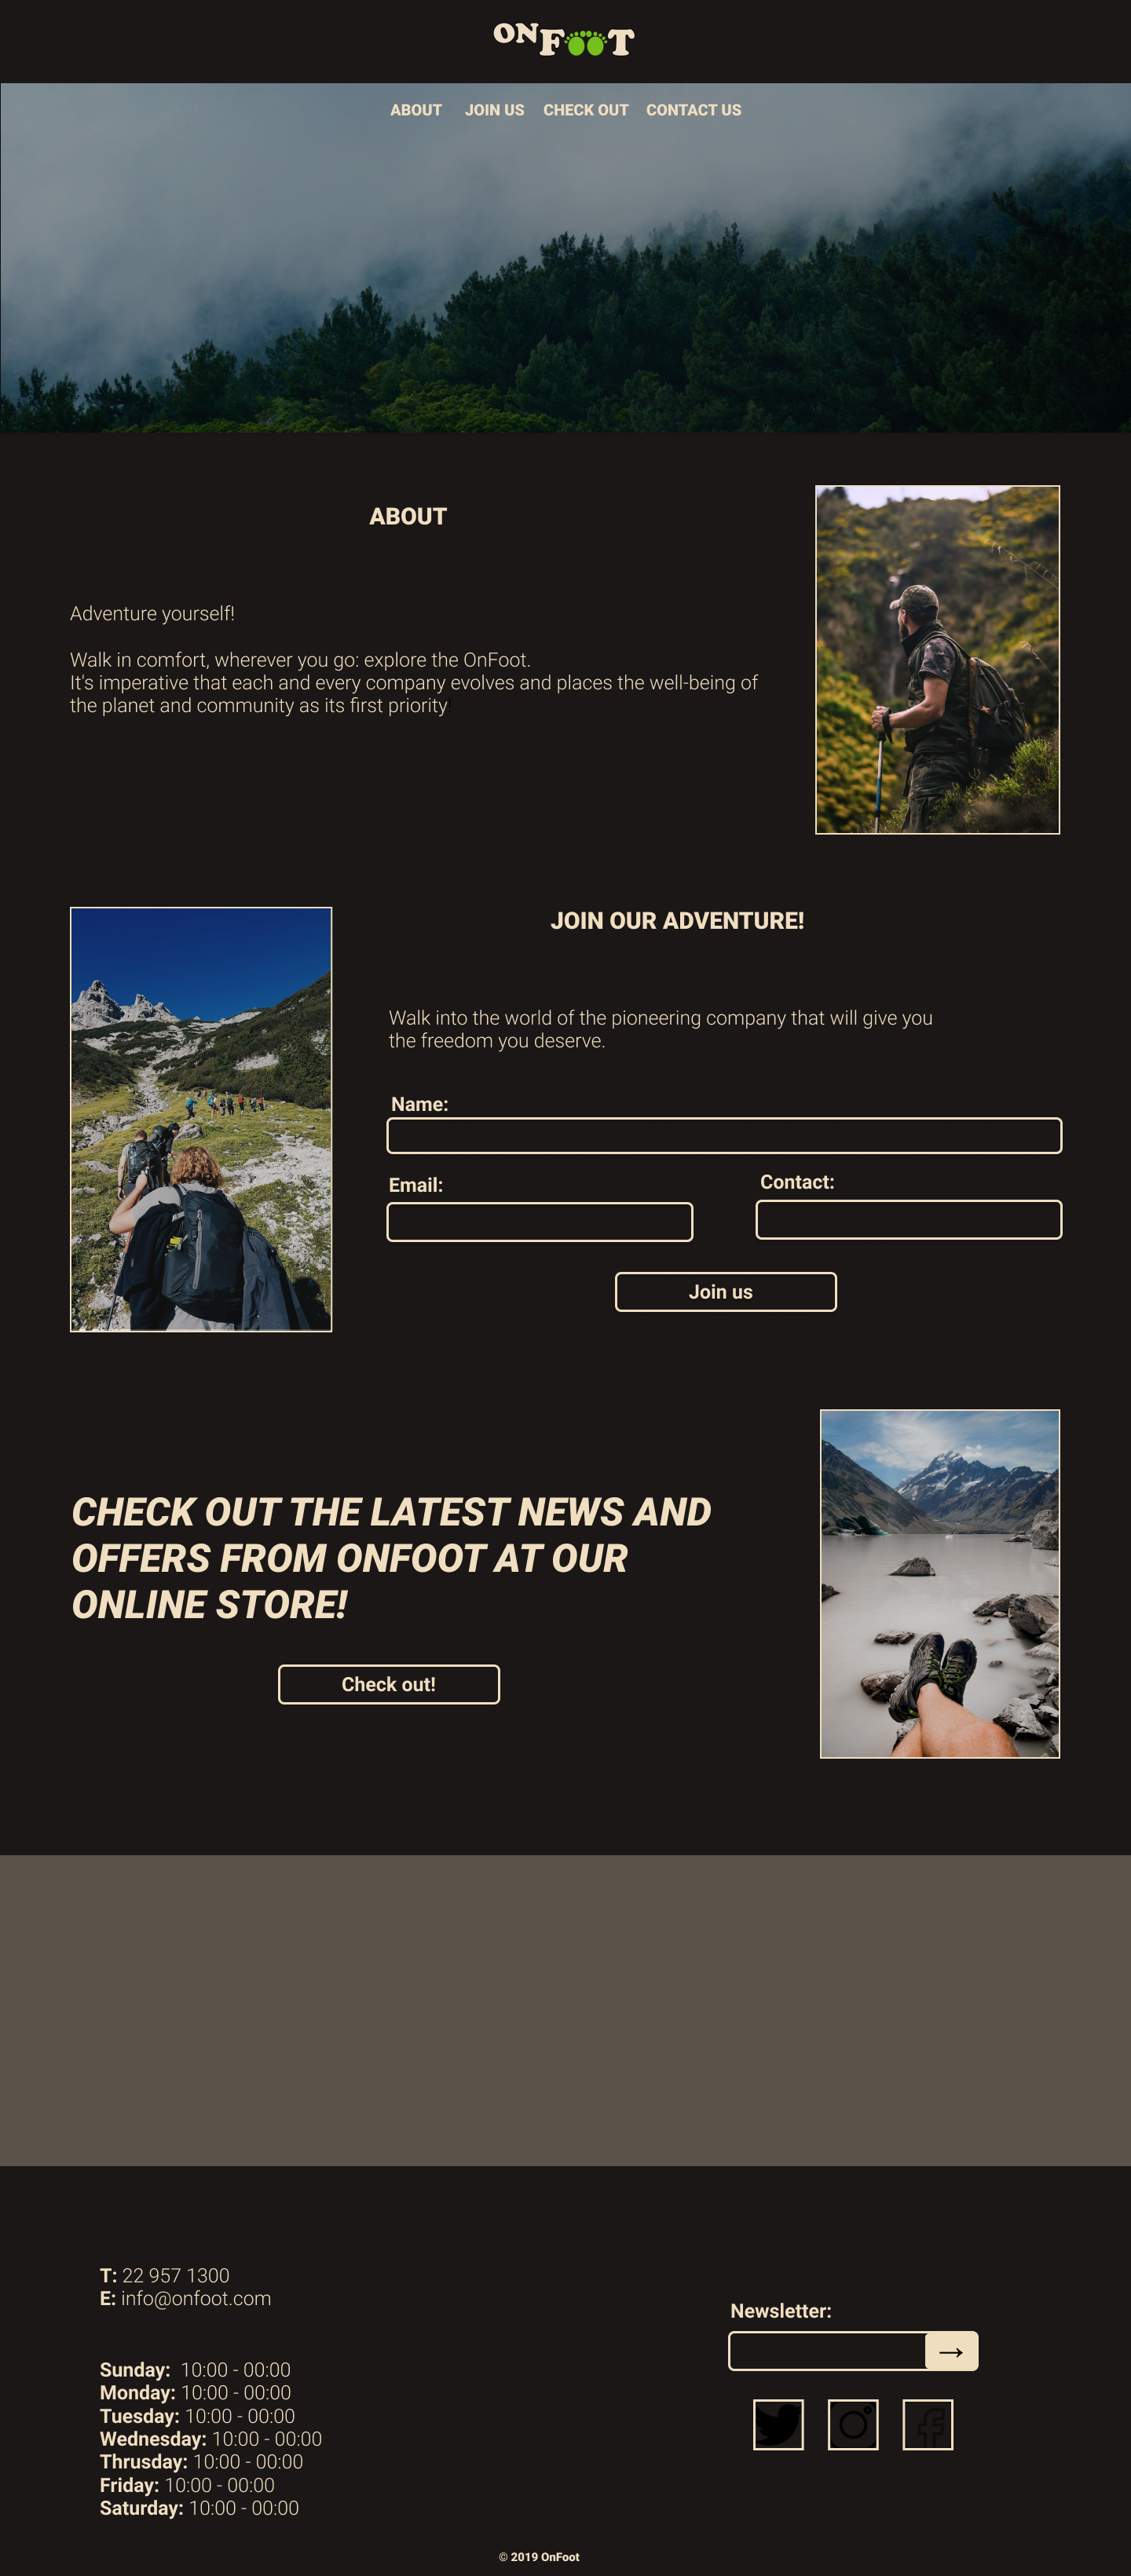 ONFOOT
ABOUT JOIN US CHECK OUT CONTACT US
ABOUT
Adventure yourself!
Walk in comfort, wherever you go: explore the OnFoot.
It's imperative that each and every company evolves and places the well-being of
the planet and community as its first priority!
JOIN OUR ADVENTURE!
Walk into the world of the pioneering company that will give you
the freedom you deserve.
Name:
Email:
Contact:
Join us
CHECK OUT THE LATEST NEWS AND
OFFERS FROM ONFOOT AT OUR
ONLINE STORE!
Check out!
T: 22 957 1300
E: info@onfoot.com
Sunday: 10:00 - 00:00
Monday: 10:00 - 00:00
Tuesday: 10:00 - 00:00
Wednesday: 10:00 - 00:00
Thrusday: 10:00 - 00:00
Friday: 10:00 - 00:00
Saturday: 10:00 - 00:00
Newsletter:
→
© 2019 OnFoot